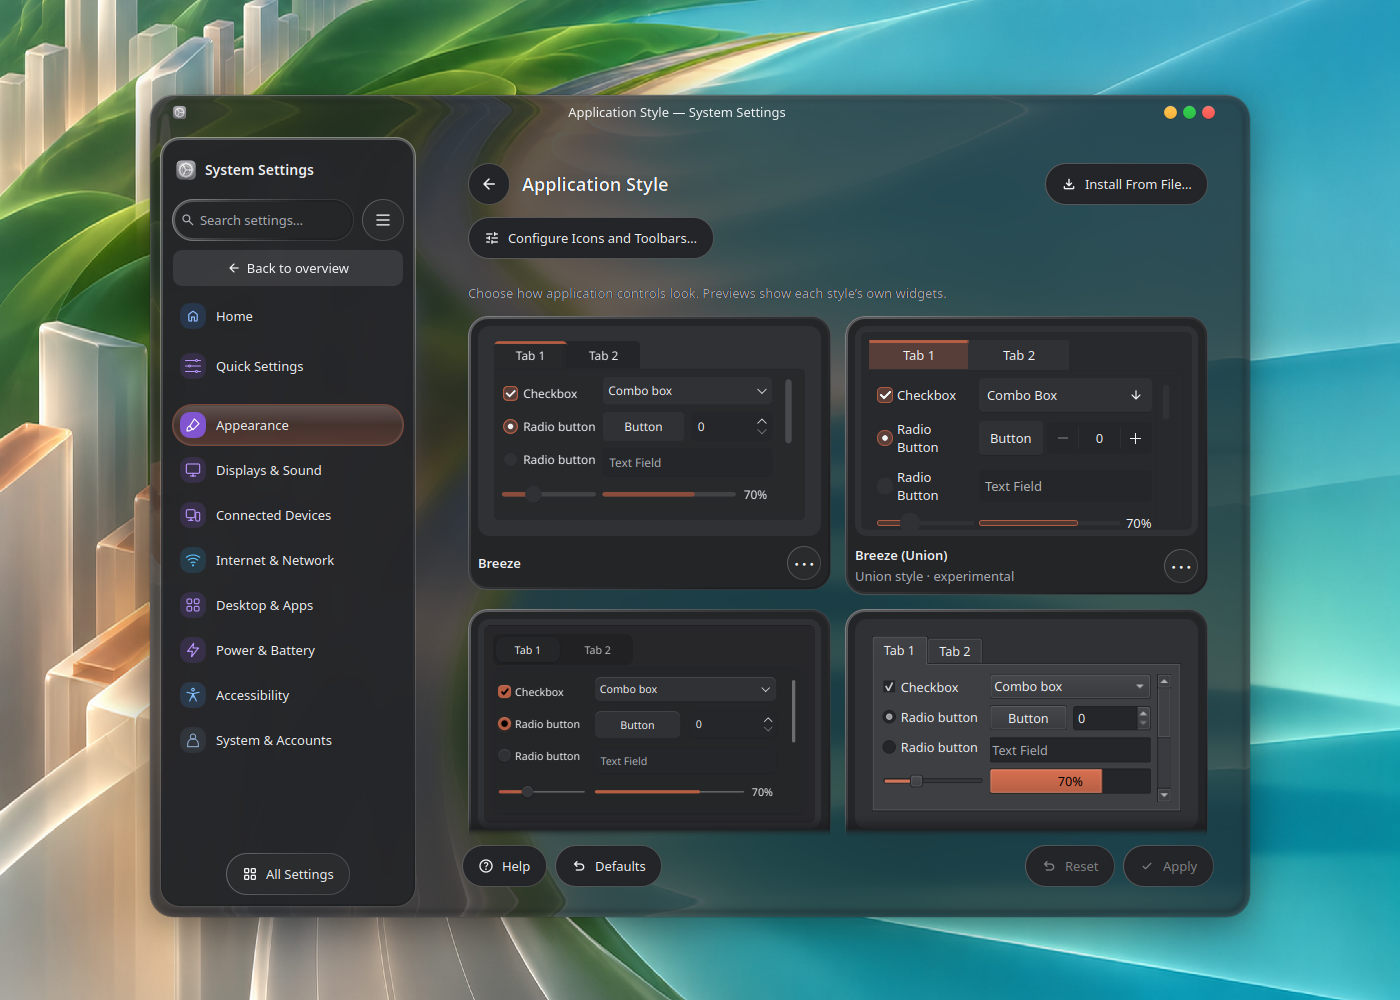 Application Style — System Settings
System Settings
Search settings...
Back to overview
Home
Quick Settings
Appearance
Displays & Sound
Connected Devices
Internet & Network
Desktop & Apps
Power & Battery
Accessibility
System & Accounts
All Settings
Application Style
Install From File...
Configure Icons and Toolbars...
Choose how application controls look. Previews show each style's own widgets.
Tab 1 Tab 2
Checkbox Combo box
Radio button Button 0
Radio button Text Field
70%
Breeze
Tab 1 Tab 2
Checkbox Combo Box
Radio
Button Button 0
Radio
Button Text Field
70%
Breeze (Union)
Union style · experimental
Tab 1 Tab 2
Checkbox Combo box
Radio button Button 0
Radio button Text Field
70%
Tab 1 Tab 2
Checkbox Combo box
Radio button Button 0
Radio button Text Field
70%
Help Defaults Reset Apply